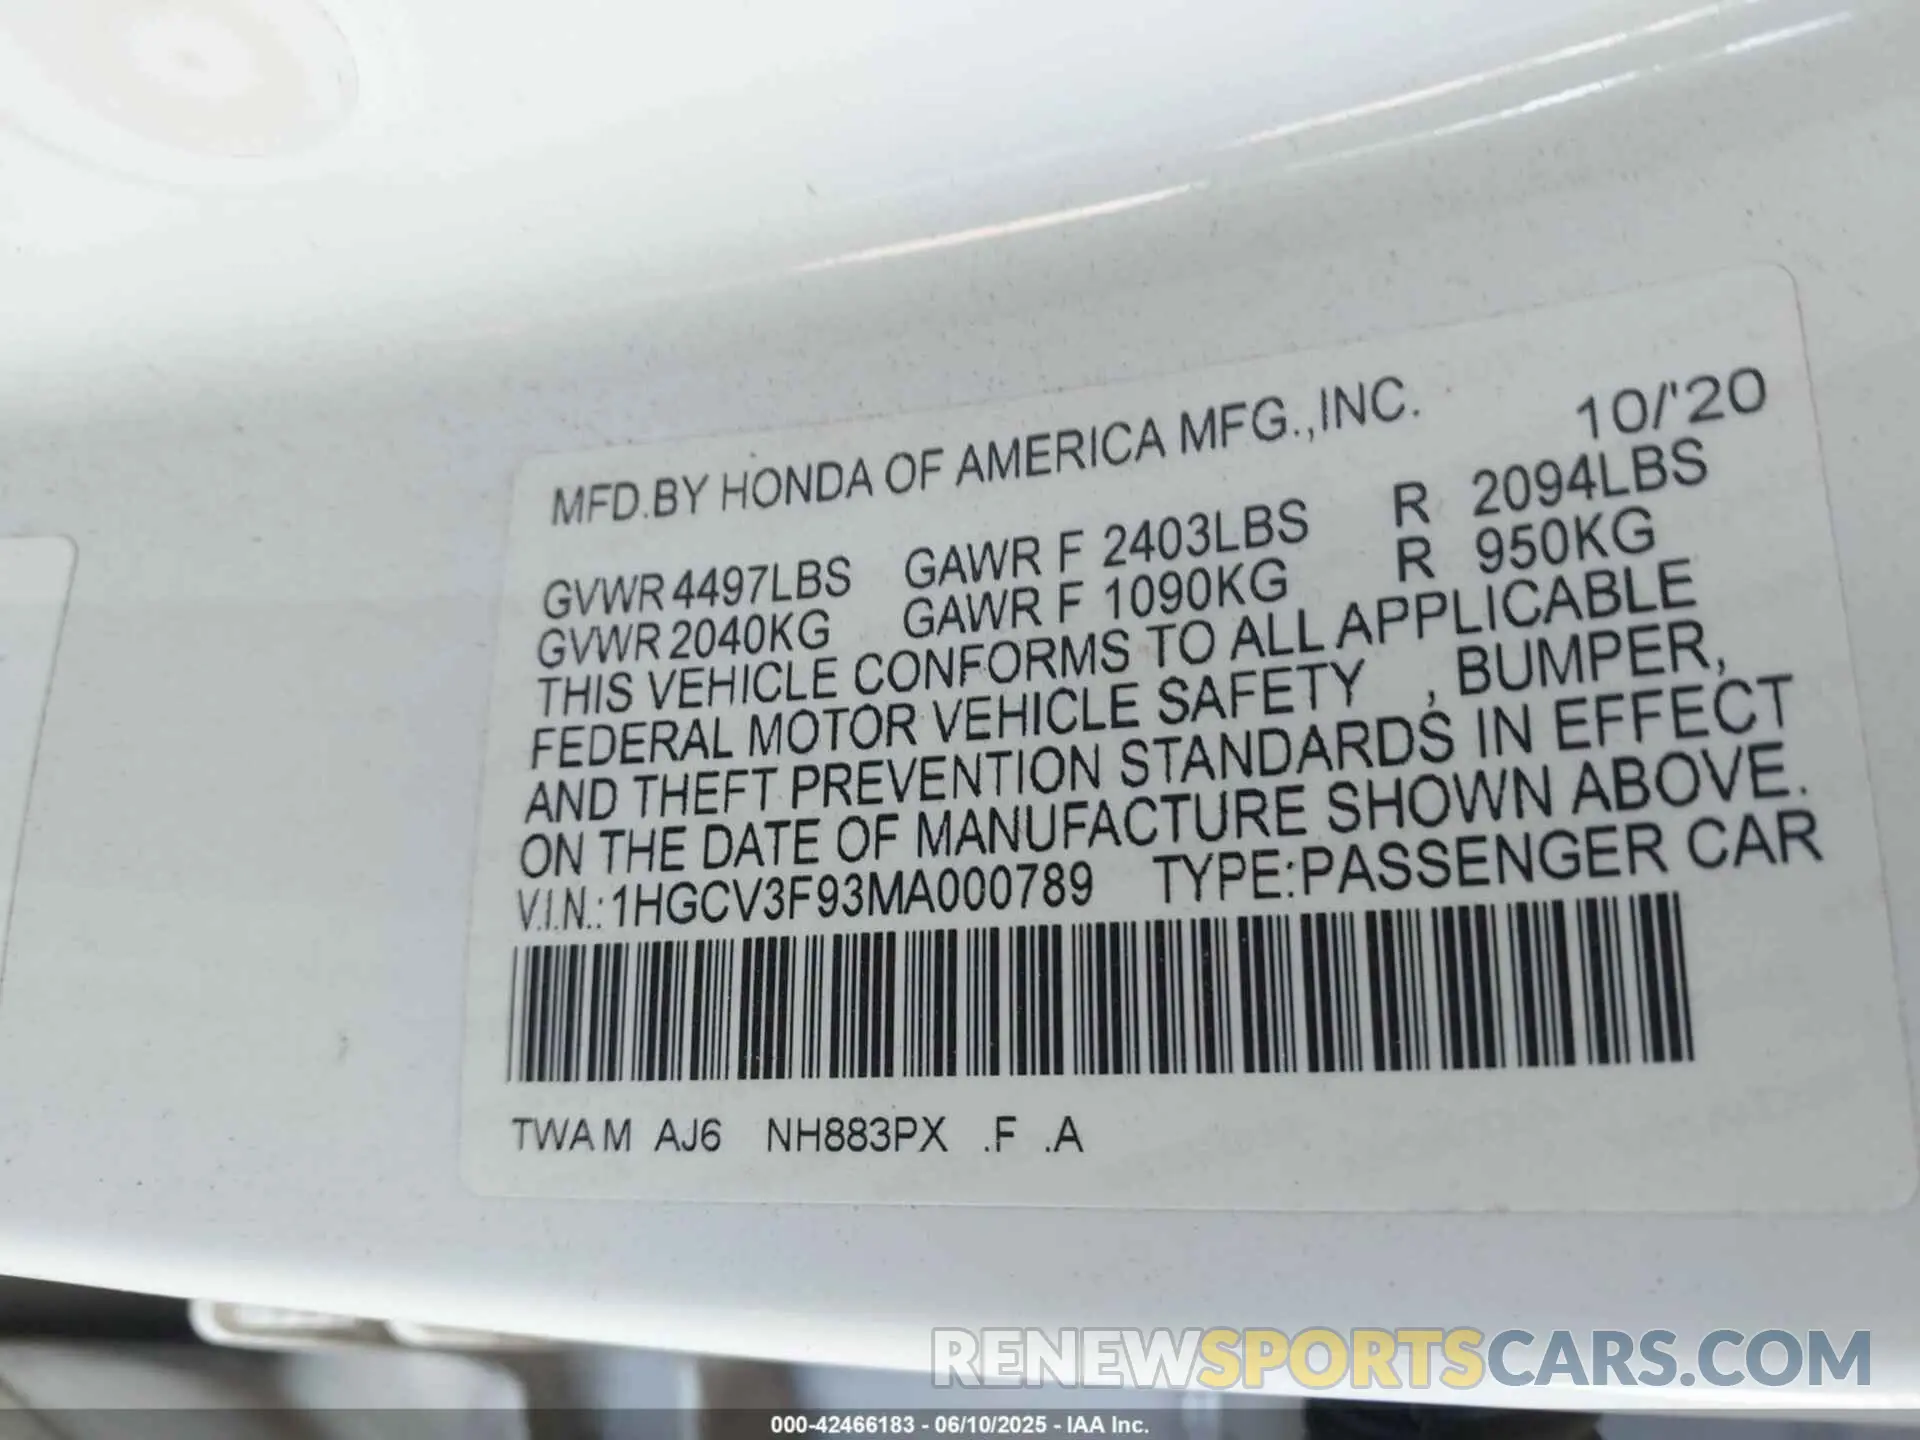 MFD.BY HONDA OF AMERICA MFG.,INC. 10/'20
GVWR 4497LBS GAWR F 2403LBS R 2094LBS
GVWR 2040KG GAWR F 1090KG R 950KG
THIS VEHICLE CONFORMS TO ALL APPLICABLE
FEDERAL MOTOR VEHICLE SAFETY , BUMPER,
AND THEFT PREVENTION STANDARDS IN EFFECT
ON THE DATE OF MANUFACTURE SHOWN ABOVE.
V.I.N.: 1HGCV3F93MA000789 TYPE:PASSENGER CAR
TWAM AJ6 NH883PX .F .A
RENEWSPORTSCARS.COM
000-42466183 - 06/10/2025 - IAA Inc.